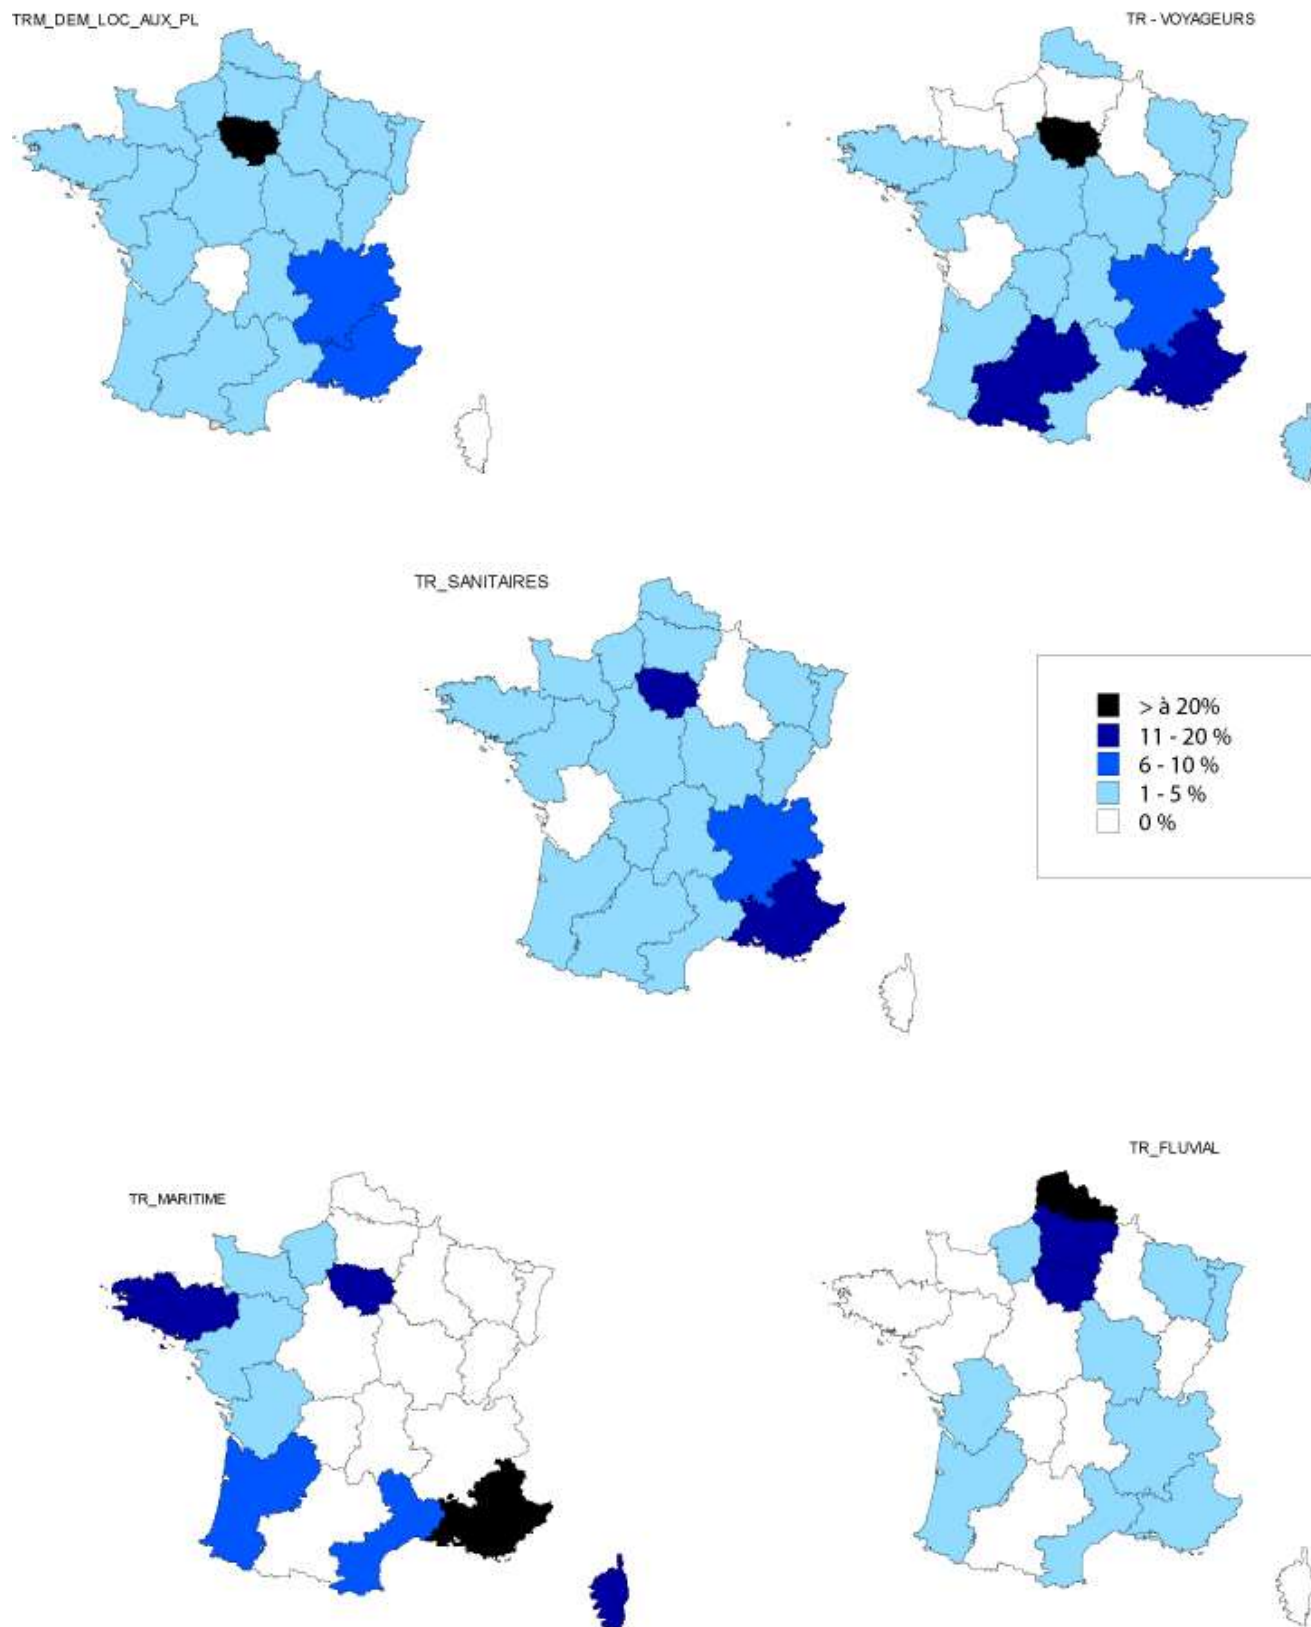 TRM_DEM_LOC_AUX_PL
TR - VOYAGEURS
TR_SANITAIRES
> à 20%
11 - 20 %
6 - 10 %
1 - 5 %
0 %
TR_MARITIME
TR_FLUVIAL